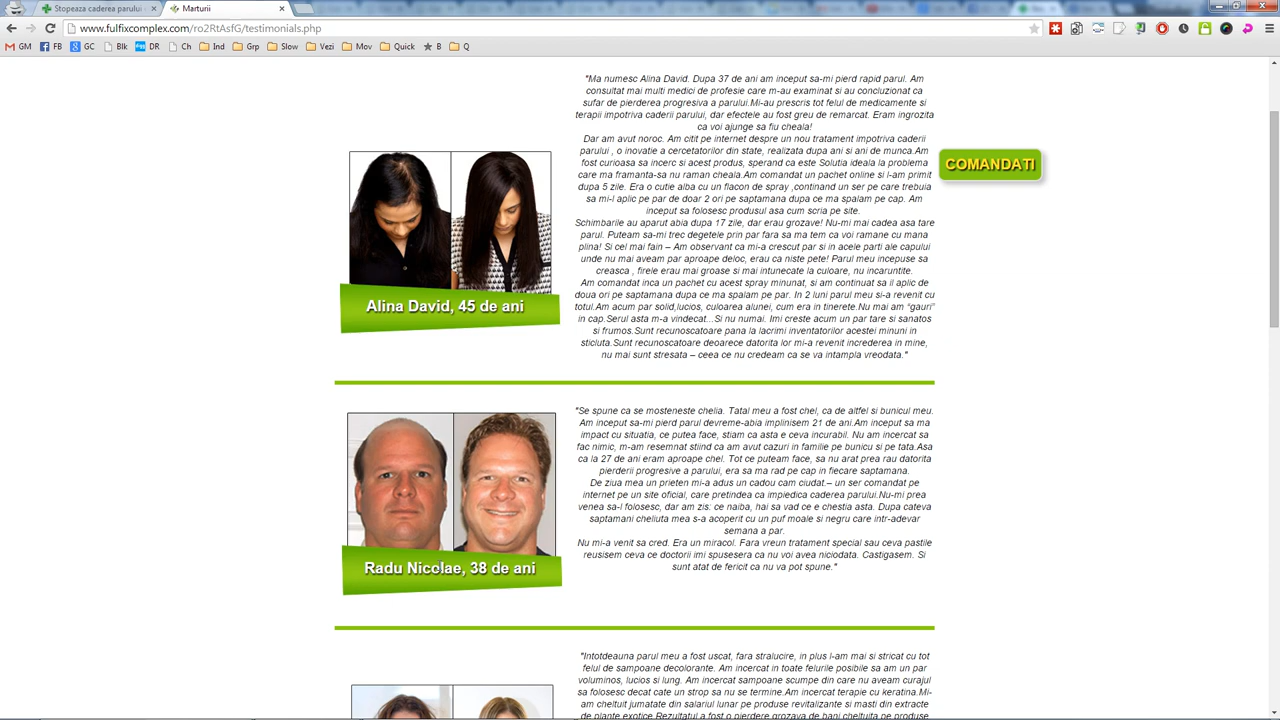 Stopeaza caderea parului
Marturii
www.fulfixcomplex.com/ro2RtAsfG/testimonials.php
GM FB GC Blk DR Ch Ind Grp Slow Vezi Mov Quick B Q
"Ma numesc Alina David. Dupa 37 de ani am inceput sa-mi pierd rapid parul. Am
consultat mai multi medici de profesie care m-au examinat si au concluzionat ca
sufar de pierderea progresiva a parului.Mi-au prescris tot felul de medicamente si
terapii impotriva caderii parului, dar efectele au fost greu de remarcat. Eram ingrozita
ca voi ajunge sa fiu cheala!
Dar am avut noroc. Am citit pe internet despre un nou tratament impotriva caderii
parului , o inovatie a cercetatorilor din state, realizata dupa ani si ani de munca.Am
fost curioasa sa incerc si acest produs, sperand ca este Solutia ideala la problema
care ma framanta-sa nu raman cheala.Am comandat un pachet online si l-am primit
dupa 5 zile. Era o cutie alba cu un flacon de spray ,continand un ser pe care trebuia
sa mi-l aplic pe par de doar 2 ori pe saptamana dupa ce ma spalam pe cap. Am
inceput sa folosesc produsul asa cum scria pe site.
Schimbarile au aparut abia dupa 17 zile, dar erau grozave! Nu-mi mai cadea asa tare
parul. Puteam sa-mi trec degetele prin par fara sa ma tem ca voi ramane cu mana
plina! Si cel mai fain – Am observant ca mi-a crescut par si in acele parti ale capului
unde nu mai aveam par aproape deloc, erau ca niste pete! Parul meu incepuse sa
creasca , firele erau mai groase si mai intunecate la culoare, nu incaruntite.
Am comandat inca un pachet cu acest spray minunat, si am continuat sa il aplic de
doua ori pe saptamana dupa ce ma spalam pe par. In 2 luni parul meu si-a revenit cu
totul.Am acum par solid,lucios, culoarea alunei, cum era in tinerete.Nu mai am “gauri”
in cap.Serul asta m-a vindecat...Si nu numai. Imi creste acum un par tare si sanatos
si frumos.Sunt recunoscatoare pana la lacrimi inventatorilor acestei minuni in
sticluta.Sunt recunoscatoare deoarece datorita lor mi-a revenit increderea in mine,
nu mai sunt stresata – ceea ce nu credeam ca se va intampla vreodata."
COMANDATI
Alina David, 45 de ani
"Se spune ca se mosteneste chelia. Tatal meu a fost chel, ca de altfel si bunicul meu.
Am inceput sa-mi pierd parul devreme-abia implinisem 21 de ani.Am inceput sa ma
impact cu situatia, ce putea face, stiam ca asta e ceva incurabil. Nu am incercat sa
fac nimic, m-am resemnat stiind ca am avut cazuri in familie pe bunicu si pe tata.Asa
ca la 27 de ani eram aproape chel. Tot ce puteam face, sa nu arat prea rau datorita
pierderii progresive a parului, era sa ma rad pe cap in fiecare saptamana.
De ziua mea un prieten mi-a adus un cadou cam ciudat.– un ser comandat pe
internet pe un site oficial, care pretindea ca impiedica caderea parului.Nu-mi prea
venea sa-l folosesc, dar am zis: ce naiba, hai sa vad ce e chestia asta. Dupa cateva
saptamani cheliuta mea s-a acoperit cu un puf moale si negru care intr-adevar
semana a par.
Nu mi-a venit sa cred. Era un miracol. Fara vreun tratament special sau ceva pastile
reusisem ceva ce doctorii imi spusesera ca nu voi avea niciodata. Castigasem. Si
sunt atat de fericit ca nu va pot spune."
Radu Nicolae, 38 de ani
"Intotdeauna parul meu a fost uscat, fara stralucire, in plus l-am mai si stricat cu tot
felul de sampoane decolorante. Am incercat in toate felurile posibile sa am un par
voluminos, lucios si lung. Am incercat sampoane scumpe din care nu aveam curajul
sa folosesc decat cate un strop sa nu se termine.Am incercat terapie cu keratina.Mi-
am cheltuit jumatate din salariul lunar pe produse revitalizante si masti din extracte
de plante exotice.Rezultatul a fost o pierdere grozava de bani cheltuita pe produse